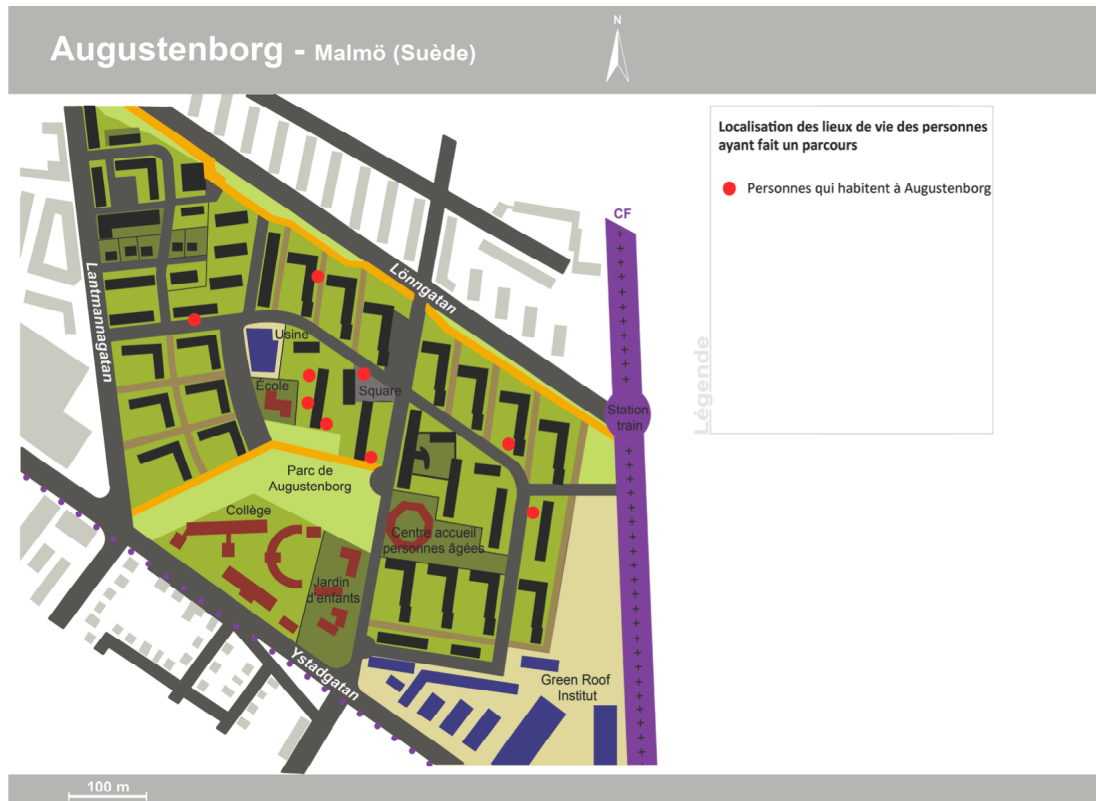 Augustenborg - Malmö (Suède)
N
Localisation des lieux de vie des personnes
ayant fait un parcours
Personnes qui habitent à Augustenborg
Légende
CF
Lönngatan
Lantmannagatan
Usine
École
Square
Station
train
Parc de
Augustenborg
Collège
Centre accueil
personnes âgées
Jardin
d'enfants
Ystadgatan
Green Roof
Institut
100 m